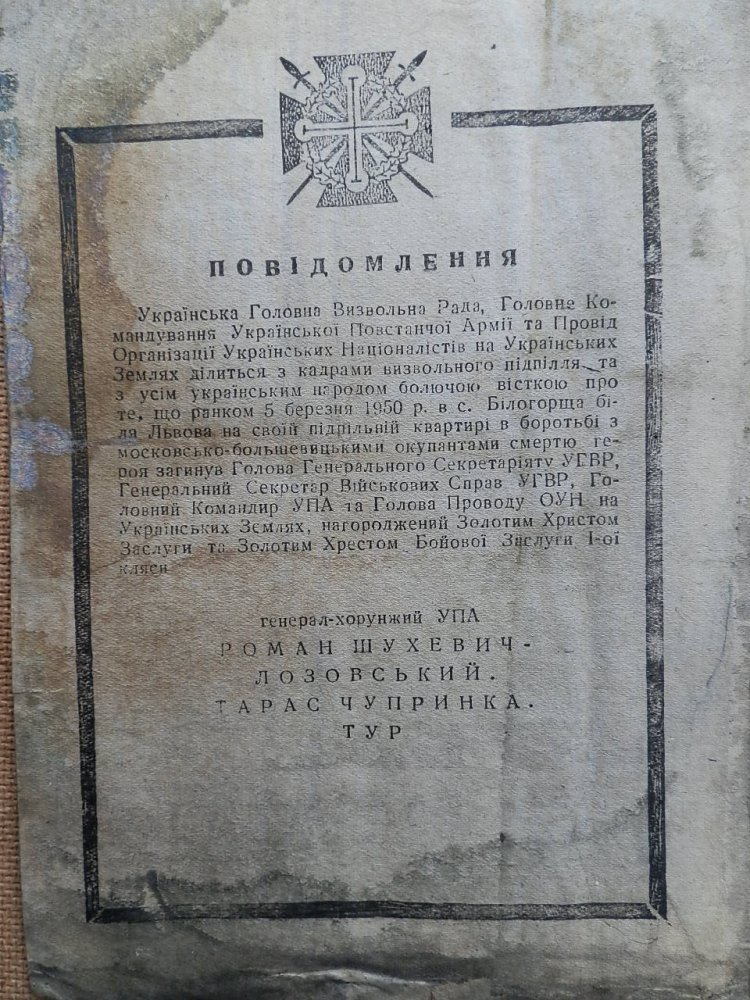 ПОВІДОМЛЕННЯ
Українська Головна Визвольна Рада, Головне Ко-
мандування Української Повстанчої Армії та Провід
Організації Українських Націоналістів на Українських
Землях ділиться з кадрами визвольного підпілля та
з усім українським народом болючою вісткою про
те, що ранком 5 березня 1950 р. в с. Білогорща бі-
ля Львова на своїй підпільвій квартирі в боротьбі з
московсько-большевицькими окупантами смертю ге-
роя загинув Голова Генерального Секретаріяту УГВР,
Генеральний Секретар Військових Справ УГВР, Го-
ловний Командир УПА та Голова Проводу ОУН на
Українських Землях, нагороджений Золотим Христом
Заслуги та Золотим Хрестом Бойової Заслуги І-ої
кляси
генерал-хорунжий УПА
РОМАН ШУХЕВИЧ-
ЛОЗОВСЬКИЙ.
ТАРАС ЧУПРИНКА.
ТУР